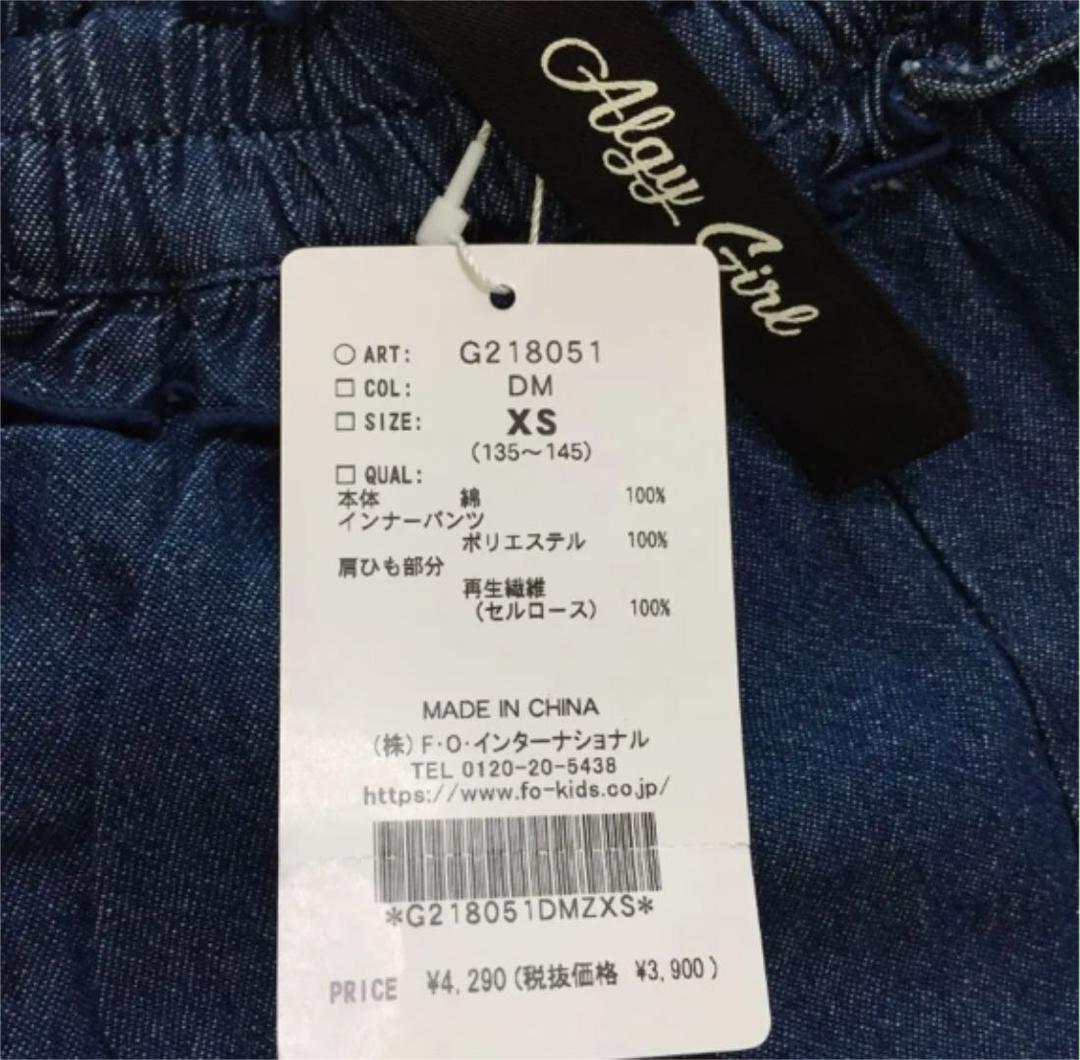 Algy Girl
○ ART: G218051
□ COL: DM
□ SIZE: XS
(135～145)
□ QUAL:
本体 綿 100%
インナーパンツ
ポリエステル 100%
肩ひも部分
再生繊維
(セルロース) 100%
MADE IN CHINA
(株)F·O·インターナショナル
TEL 0120-20-5438
https://www.fo-kids.co.jp/
*G218051DMZXS*
PRICE ¥4,290(税抜価格 ¥3,900)